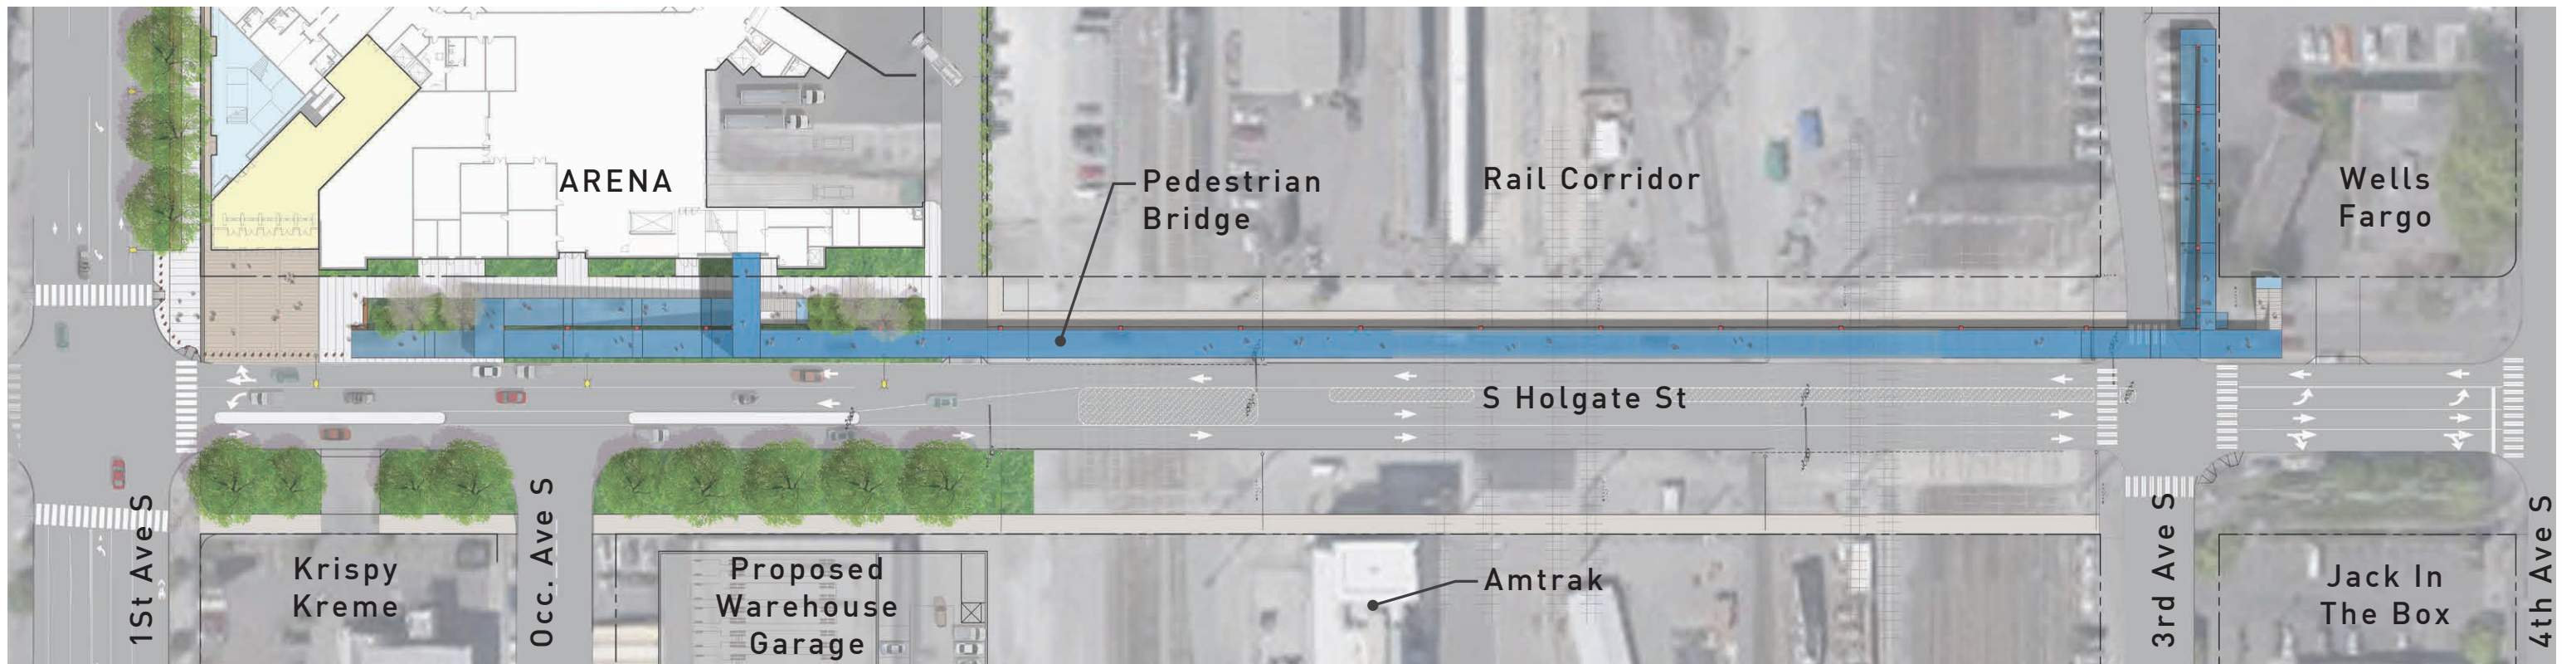 ARENA
Pedestrian
Bridge
Rail Corridor
Wells
Fargo
S Holgate St
1St Ave S
Krispy
Kreme
Occ. Ave S
Proposed
Warehouse
Garage
Amtrak
3rd Ave S
Jack In
The Box
4th Ave S